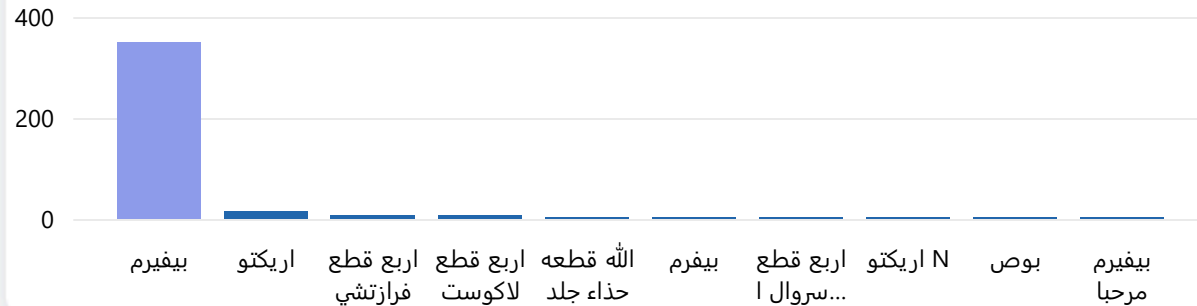 400
200
0
بيفيرم
اريكتو
اربع قطع
فرازتشي
اربع قطع
لاكوست
الله قطعه
حذاء جلد
بيفرم
اربع قطع
سروال ا...
N اريكتو
بوص
بيفيرم
مرحبا